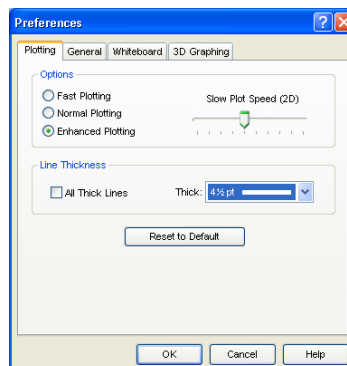 Preferences
Plotting General Whiteboard 3D Graphing
Options
Fast Plotting
Slow Plot Speed (2D)
Normal Plotting
Enhanced Plotting
Line Thickness
All Thick Lines
Thick: 4½ pt
Reset to Default
OK Cancel Help